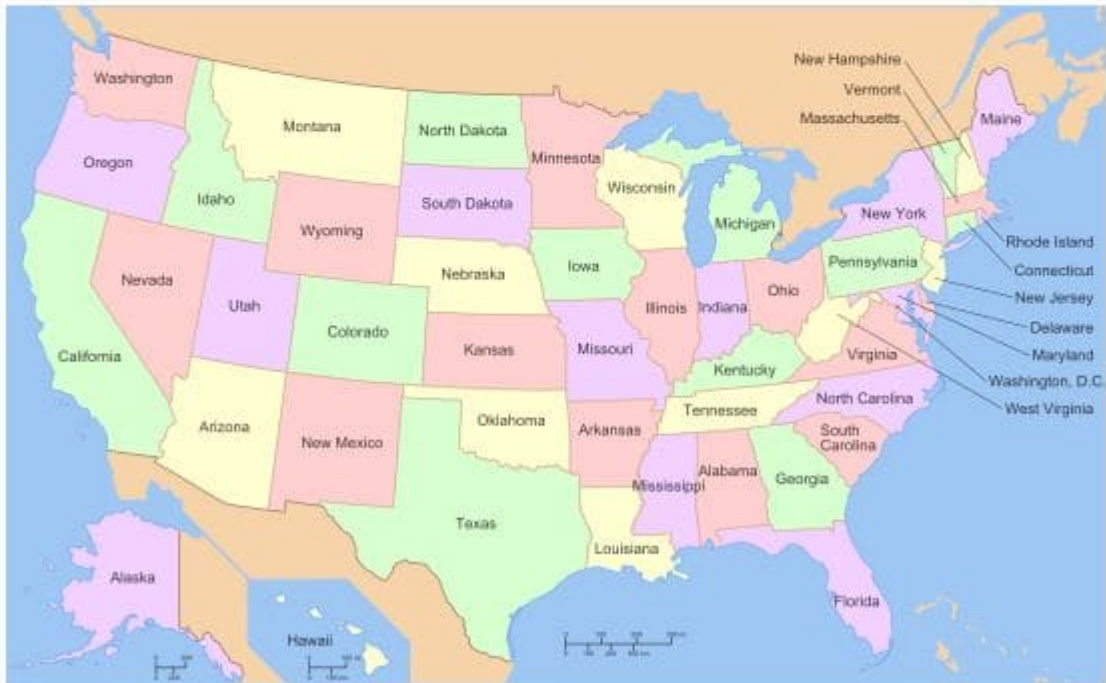 New Hampshire
Vermont
Massachusetts
Washington
Montana
North Dakota
Minnesota
Maine
Oregon
Idaho
Wisconsin
South Dakota
Wyoming
Michigan
New York
Rhode Island
Connecticut
New Jersey
Delaware
Maryland
Washington, D.C.
West Virginia
Nevada
Utah
Nebraska
Iowa
Pennsylvania
Illinois
Indiana
Ohio
California
Colorado
Kansas
Missouri
Kentucky
Virginia
Arizona
New Mexico
Oklahoma
Arkansas
Tennessee
North Carolina
South
Carolina
Texas
Mississippi
Alabama
Georgia
Louisiana
Alaska
Hawaii
Florida